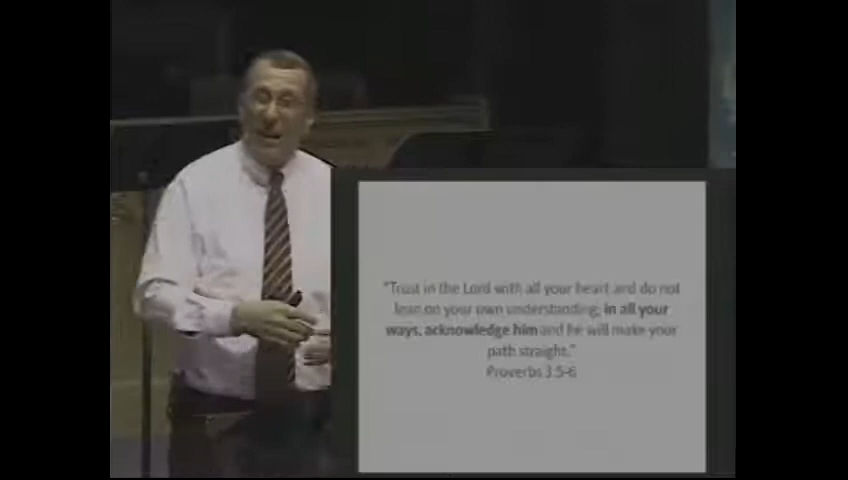 "Trust in the Lord with all your heart and do not
lean on your own understanding; in all your
ways, acknowledge him and he will make your
path straight."
Proverbs 3.5-6